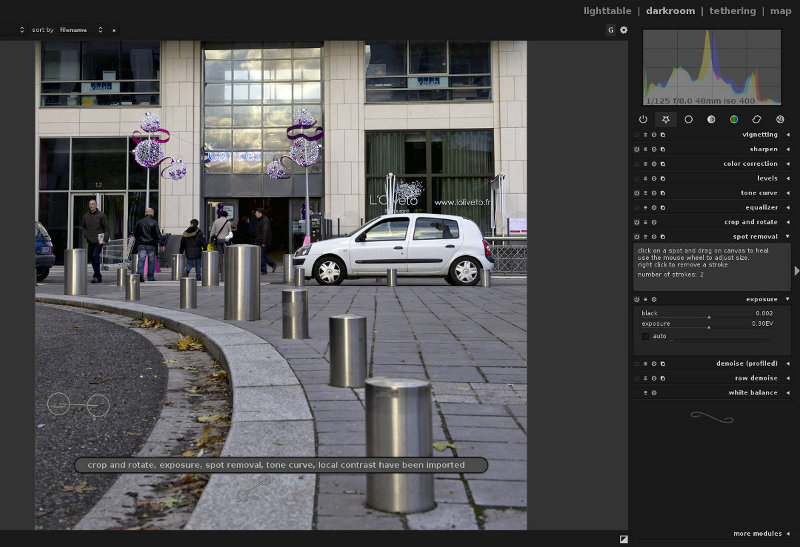 lighttable | darkroom | tethering | map
sort by filename
G
1/125 f/8.0 48mm iso 400
vignetting
sharpen
color correction
levels
tone curve
equalizer
crop and rotate
spot removal
click on a spot and drag on canvas to heal.
use the mouse wheel to adjust size.
right click to remove a stroke.
number of strokes: 2
exposure
black 0.002
exposure 0.30EV
auto
denoise (profiled)
raw denoise
white balance
more modules
12
L'Oliveto
www.loliveto.fr
crop and rotate, exposure, spot removal, tone curve, local contrast have been imported